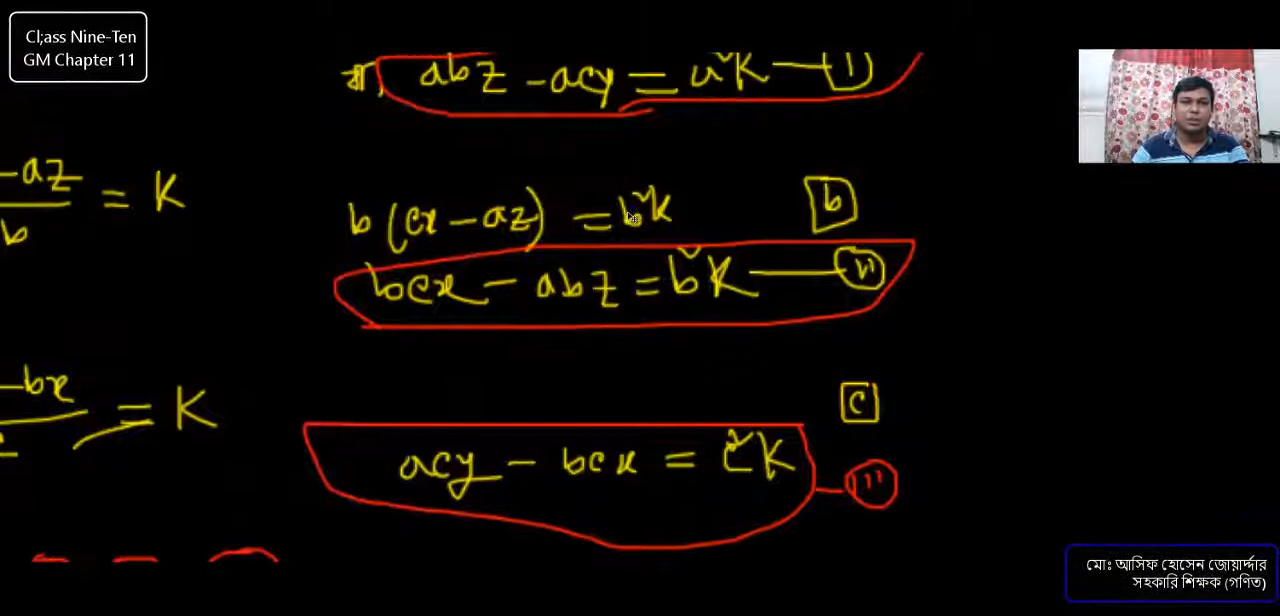 Cl;ass Nine-Ten
GM Chapter 11
বা, abz - acy = a²K — (i)
-az / b = K
b (cx - az) = b²K
b
bcx - abz = b²K — (ii)
-bx / c = K
c
acy - bcx = c²K — (iii)
মোঃ আসিফ হোসেন জোয়ার্দ্দার
সহকারি শিক্ষক (গণিত)